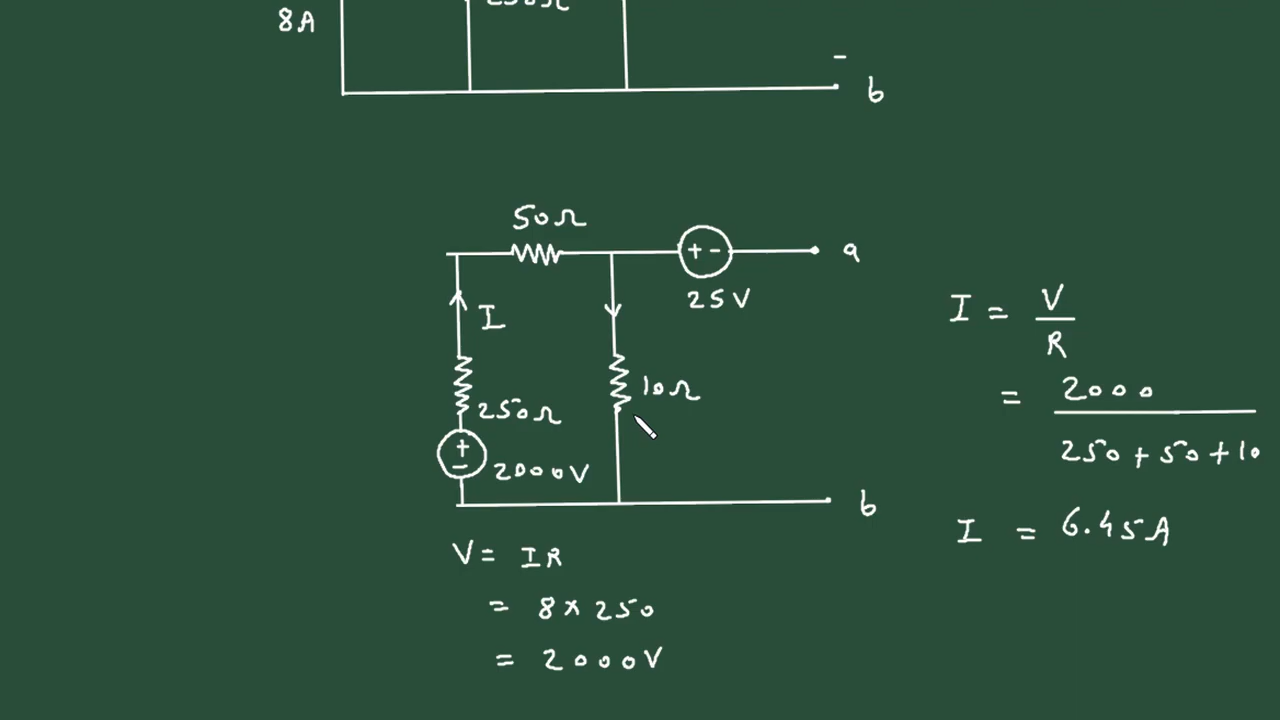 8A
-
b
50Ω
+ -
a
25V
I
10Ω
250Ω
+
-
2000V
b
V = IR
= 8 × 250
= 2000V
I = V
R
= 2000
250 + 50 + 10
I = 6.45A